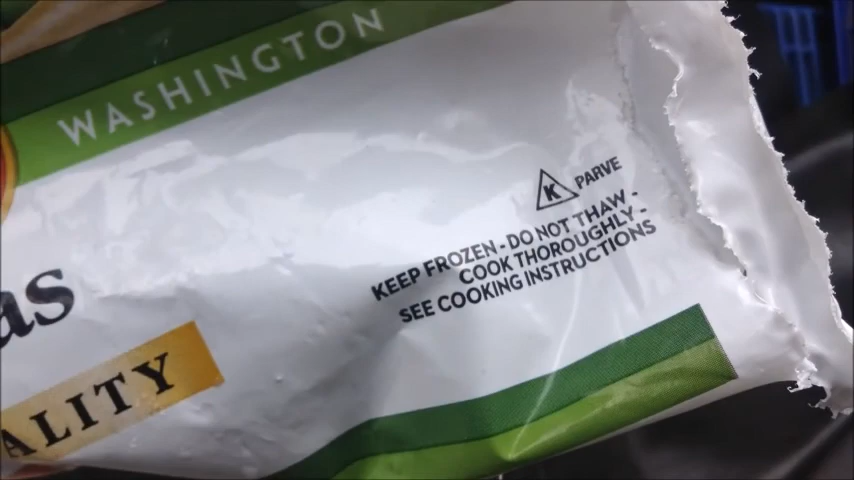 WASHINGTON
K PARVE
KEEP FROZEN - DO NOT THAW -
COOK THOROUGHLY -
SEE COOKING INSTRUCTIONS
as
ALITY